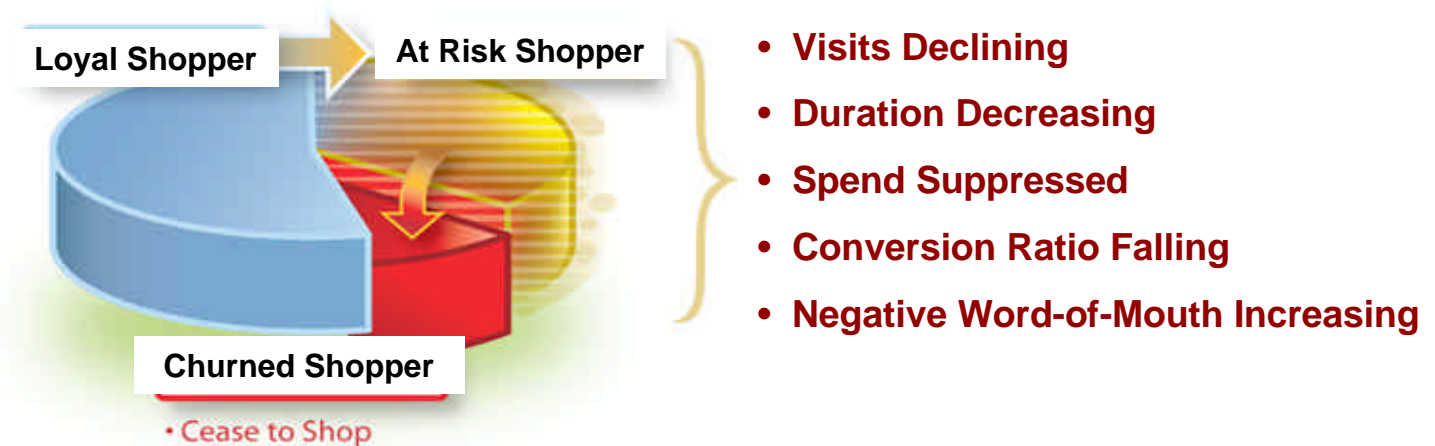 Loyal Shopper
At Risk Shopper
• Visits Declining
• Duration Decreasing
• Spend Suppressed
• Conversion Ratio Falling
• Negative Word-of-Mouth Increasing
Churned Shopper
• Cease to Shop